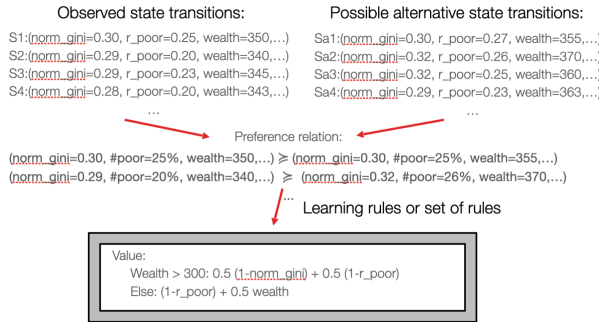 Observed state transitions:
S1:(norm_gini=0.30, r_poor=0.25, wealth=350,…)
S2:(norm_gini=0.29, r_poor=0.20, wealth=340,…)
S3:(norm_gini=0.29, r_poor=0.23, wealth=345,…)
S4:(norm_gini=0.28, r_poor=0.20, wealth=343,…)
…
Possible alternative state transitions:
Sa1:(norm_gini=0.30, r_poor=0.27, wealth=355,…)
Sa2:(norm_gini=0.32, r_poor=0.26, wealth=370,…)
Sa3:(norm_gini=0.32, r_poor=0.25, wealth=360,…)
Sa4:(norm_gini=0.29, r_poor=0.23, wealth=363,…)
…
Preference relation:
(norm_gini=0.30, #poor=25%, wealth=350,…) ≽ (norm_gini=0.30, #poor=25%, wealth=355,…)
(norm_gini=0.29, #poor=20%, wealth=340,…) ≽ (norm_gini=0.32, #poor=26%, wealth=370,…)
…
Learning rules or set of rules
Value:
Wealth > 300: 0.5 (1-norm_gini) + 0.5 (1-r_poor)
Else: (1-r_poor) + 0.5 wealth